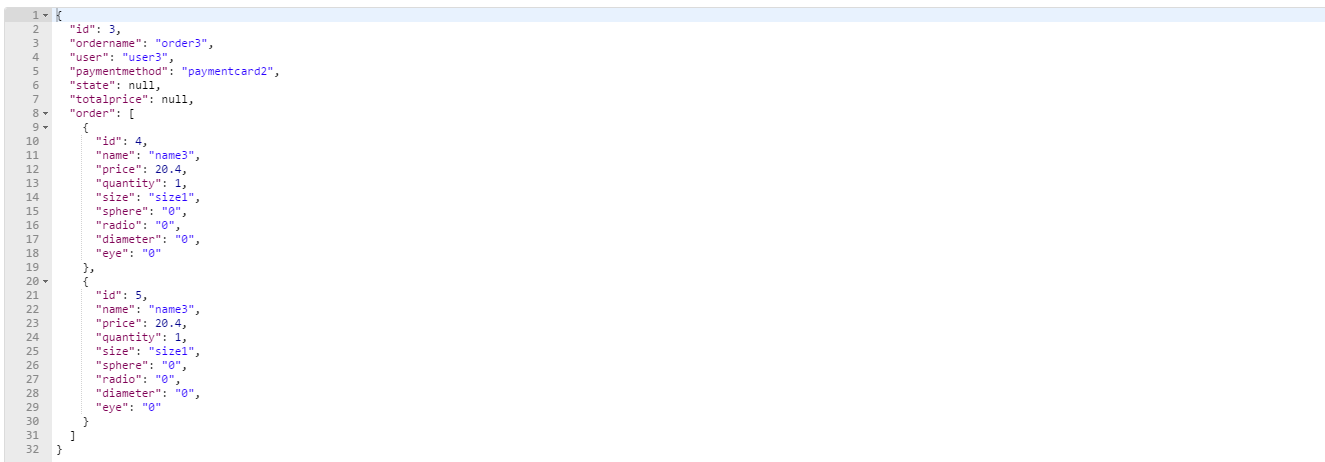 1 {
2 "id": 3,
3 "ordername": "order3",
4 "user": "user3",
5 "paymentmethod": "paymentcard2",
6 "state": null,
7 "totalprice": null,
8 "order": [
9 {
10 "id": 4,
11 "name": "name3",
12 "price": 20.4,
13 "quantity": 1,
14 "size": "size1",
15 "sphere": "0",
16 "radio": "0",
17 "diameter": "0",
18 "eye": "0"
19 },
20 {
21 "id": 5,
22 "name": "name3",
23 "price": 20.4,
24 "quantity": 1,
25 "size": "size1",
26 "sphere": "0",
27 "radio": "0",
28 "diameter": "0",
29 "eye": "0"
30 }
31 ]
32 }